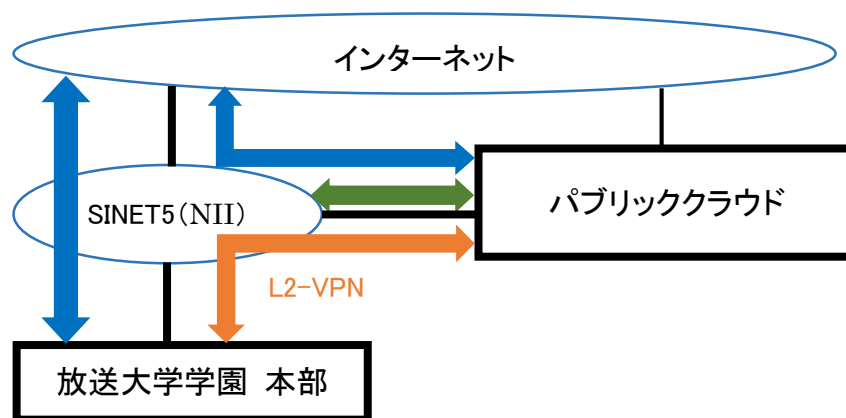 インターネット
SINET5(NII)
パブリッククラウド
L2-VPN
放送大学学園 本部